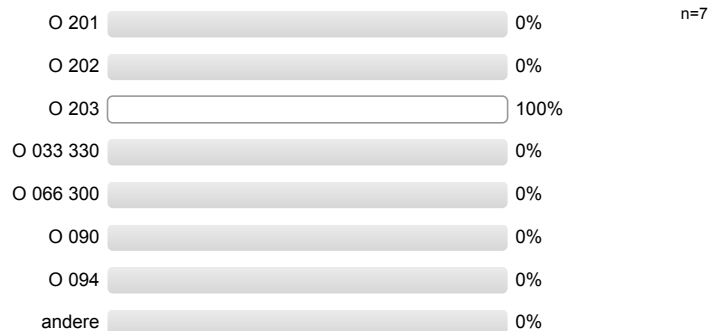 O 201 0% n=7
O 202 0%
O 203 100%
O 033 330 0%
O 066 300 0%
O 090 0%
O 094 0%
andere 0%